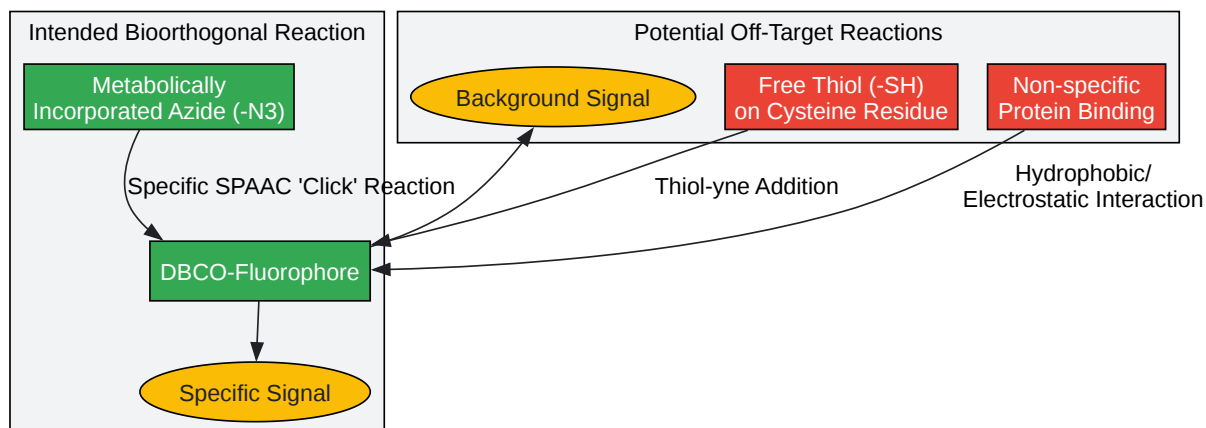 Intended Bioorthogonal Reaction
Potential Off-Target Reactions
Metabolically
Incorporated Azide (-N3)
Background Signal
Free Thiol (-SH)
on Cysteine Residue
Non-specific
Protein Binding
Specific SPAAC 'Click' Reaction
Thiol-yne Addition
Hydrophobic/
Electrostatic Interaction
DBCO-Fluorophore
Specific Signal